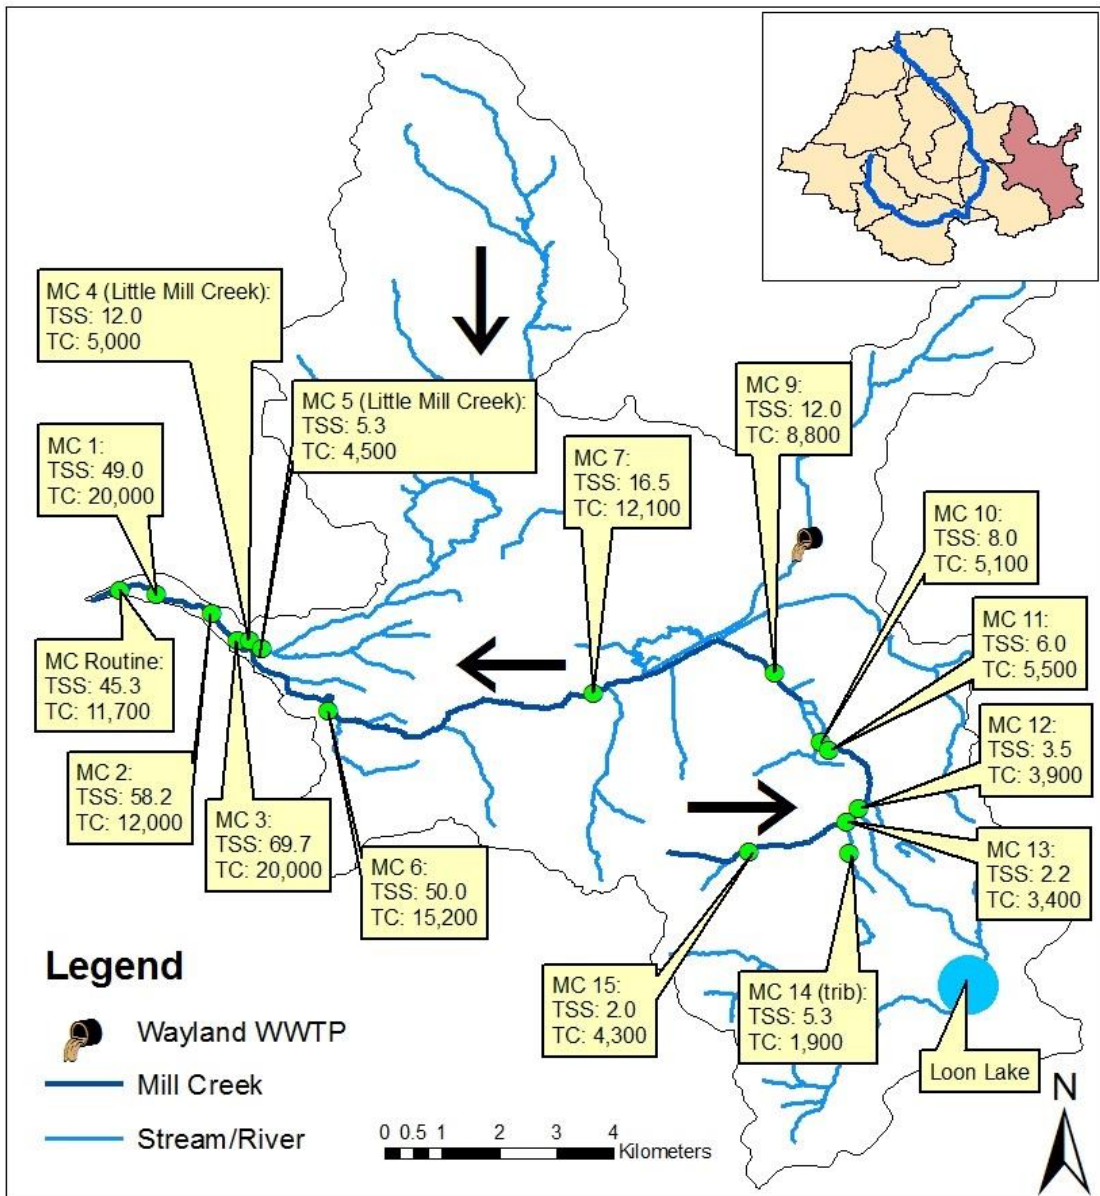 MC 4 (Little Mill Creek):
TSS: 12.0
TC: 5,000
MC 5 (Little Mill Creek):
TSS: 5.3
TC: 4,500
MC 9:
TSS: 12.0
TC: 8,800
MC 1:
TSS: 49.0
TC: 20,000
MC 7:
TSS: 16.5
TC: 12,100
MC 10:
TSS: 8.0
TC: 5,100
MC 11:
TSS: 6.0
TC: 5,500
MC Routine:
TSS: 45.3
TC: 11,700
MC 12:
TSS: 3.5
TC: 3,900
MC 2:
TSS: 58.2
TC: 12,000
MC 3:
TSS: 69.7
TC: 20,000
MC 6:
TSS: 50.0
TC: 15,200
MC 13:
TSS: 2.2
TC: 3,400
MC 15:
TSS: 2.0
TC: 4,300
MC 14 (trib):
TSS: 5.3
TC: 1,900
Loon Lake
Legend
Wayland WWTP
Mill Creek
Stream/River
0 0.5 1 2 3 4
Kilometers
N